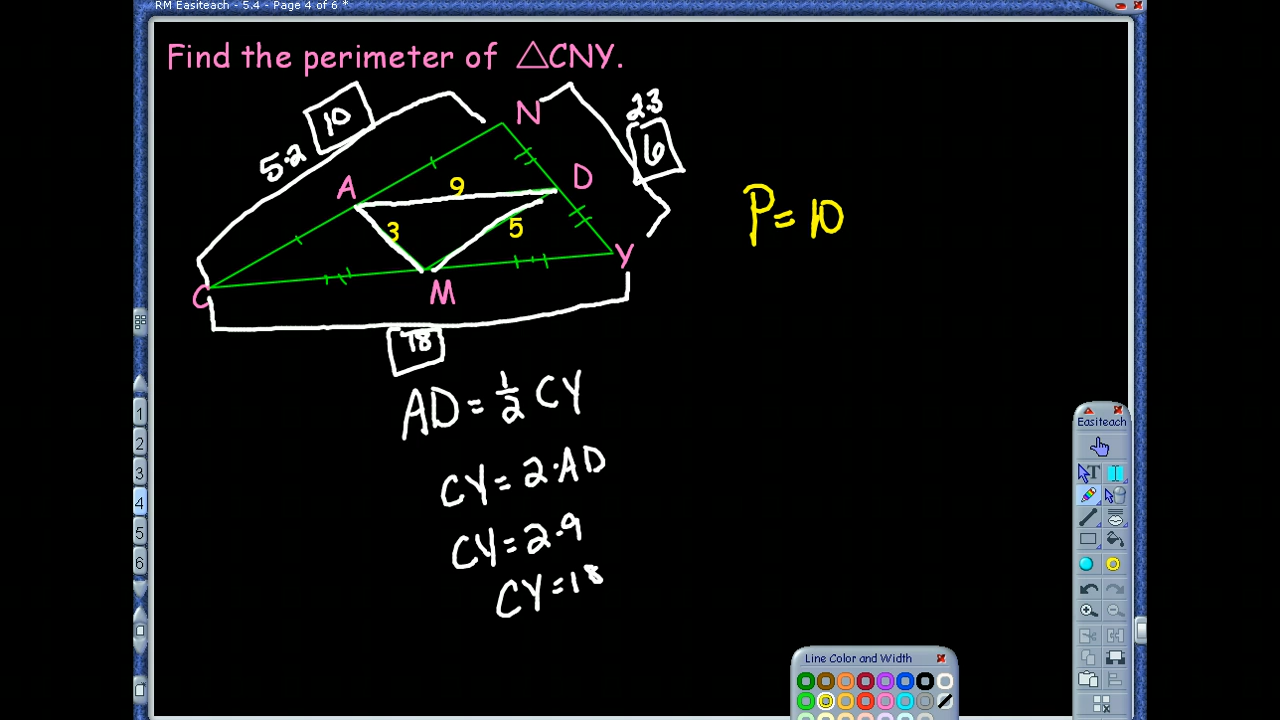 RM Easiteach - 5.4 - Page 4 of 6 *
Find the perimeter of △CNY.
10
5·2
N
2·3
6
A
9
D
3
5
P = 10
C
M
Y
18
AD = 1/2 CY
CY = 2·AD
CY = 2·9
CY = 18
1
2
3
4
5
6
Easiteach
T
Line Color and Width